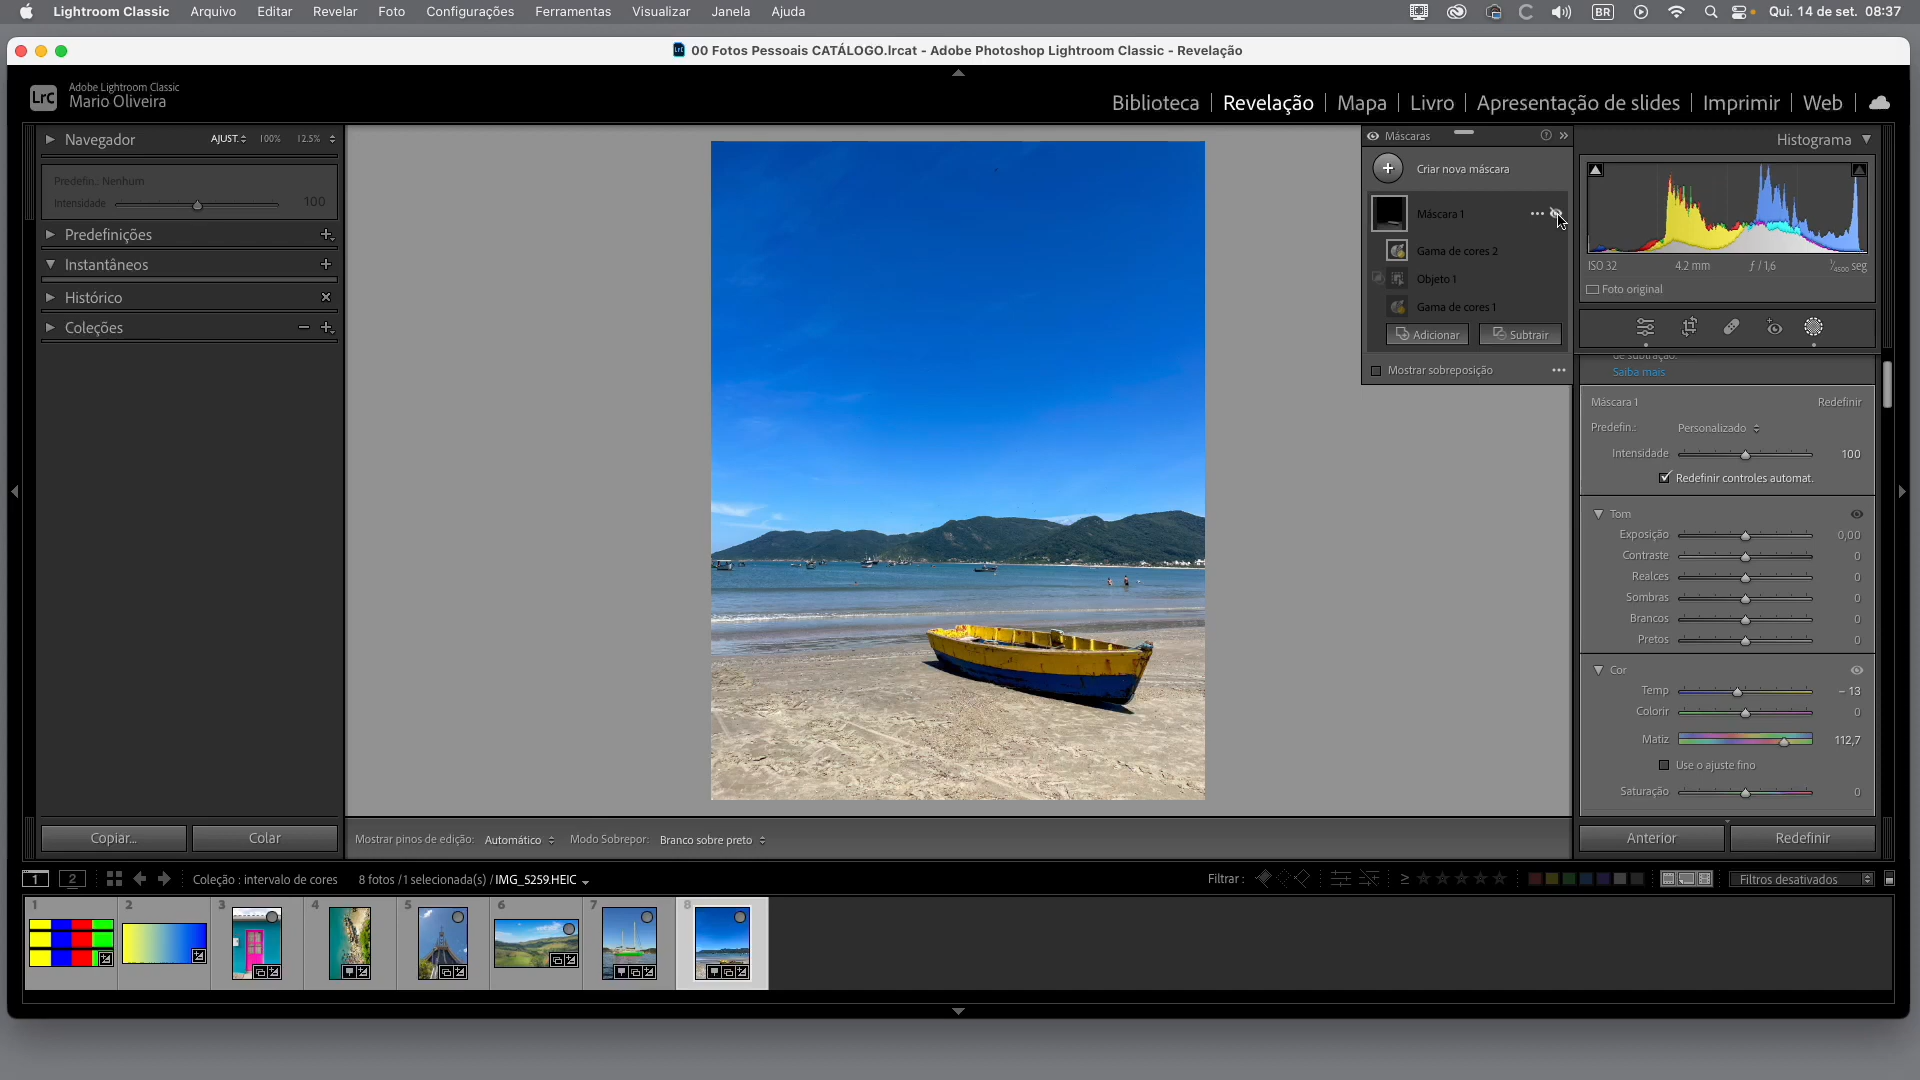 Lightroom Classic Arquivo Editar Revelar Foto Configurações Ferramentas Visualizar Janela Ajuda BR Qui. 14 de set. 08:37
00 Fotos Pessoais CATÁLOGO.lrcat - Adobe Photoshop Lightroom Classic - Revelação
LrC Adobe Lightroom Classic
Mario Oliveira
Biblioteca Revelação Mapa Livro Apresentação de slides Imprimir Web
Navegador AJUST. 100% 12.5%
Predefin.. Nenhum
Intensidade 100
Predefinições
Instantâneos
Histórico
Coleções
Copiar... Colar
Máscaras
Criar nova máscara
Máscara 1
Gama de cores 2
Objeto 1
Gama de cores 1
Adicionar Subtrair
Mostrar sobreposição
Histograma
ISO 32 4.2 mm ƒ / 1,6 1/4500 seg
Foto original
de subtração.
Saiba mais
Máscara 1 Redefinir
Predefin.: Personalizado
Intensidade 100
Redefinir controles automat.
Tom
Exposição 0,00
Contraste 0
Realces 0
Sombras 0
Brancos 0
Pretos 0
Cor
Temp – 13
Colorir 0
Matiz 112,7
Use o ajuste fino
Saturação 0
Anterior Redefinir
Mostrar pinos de edição: Automático Modo Sobrepor: Branco sobre preto
1 2 Coleção : intervalo de cores 8 fotos /1 selecionada(s) /IMG_5259.HEIC Filtrar : ≥ Filtros desativados
1 2 3 4 5 6 7 8